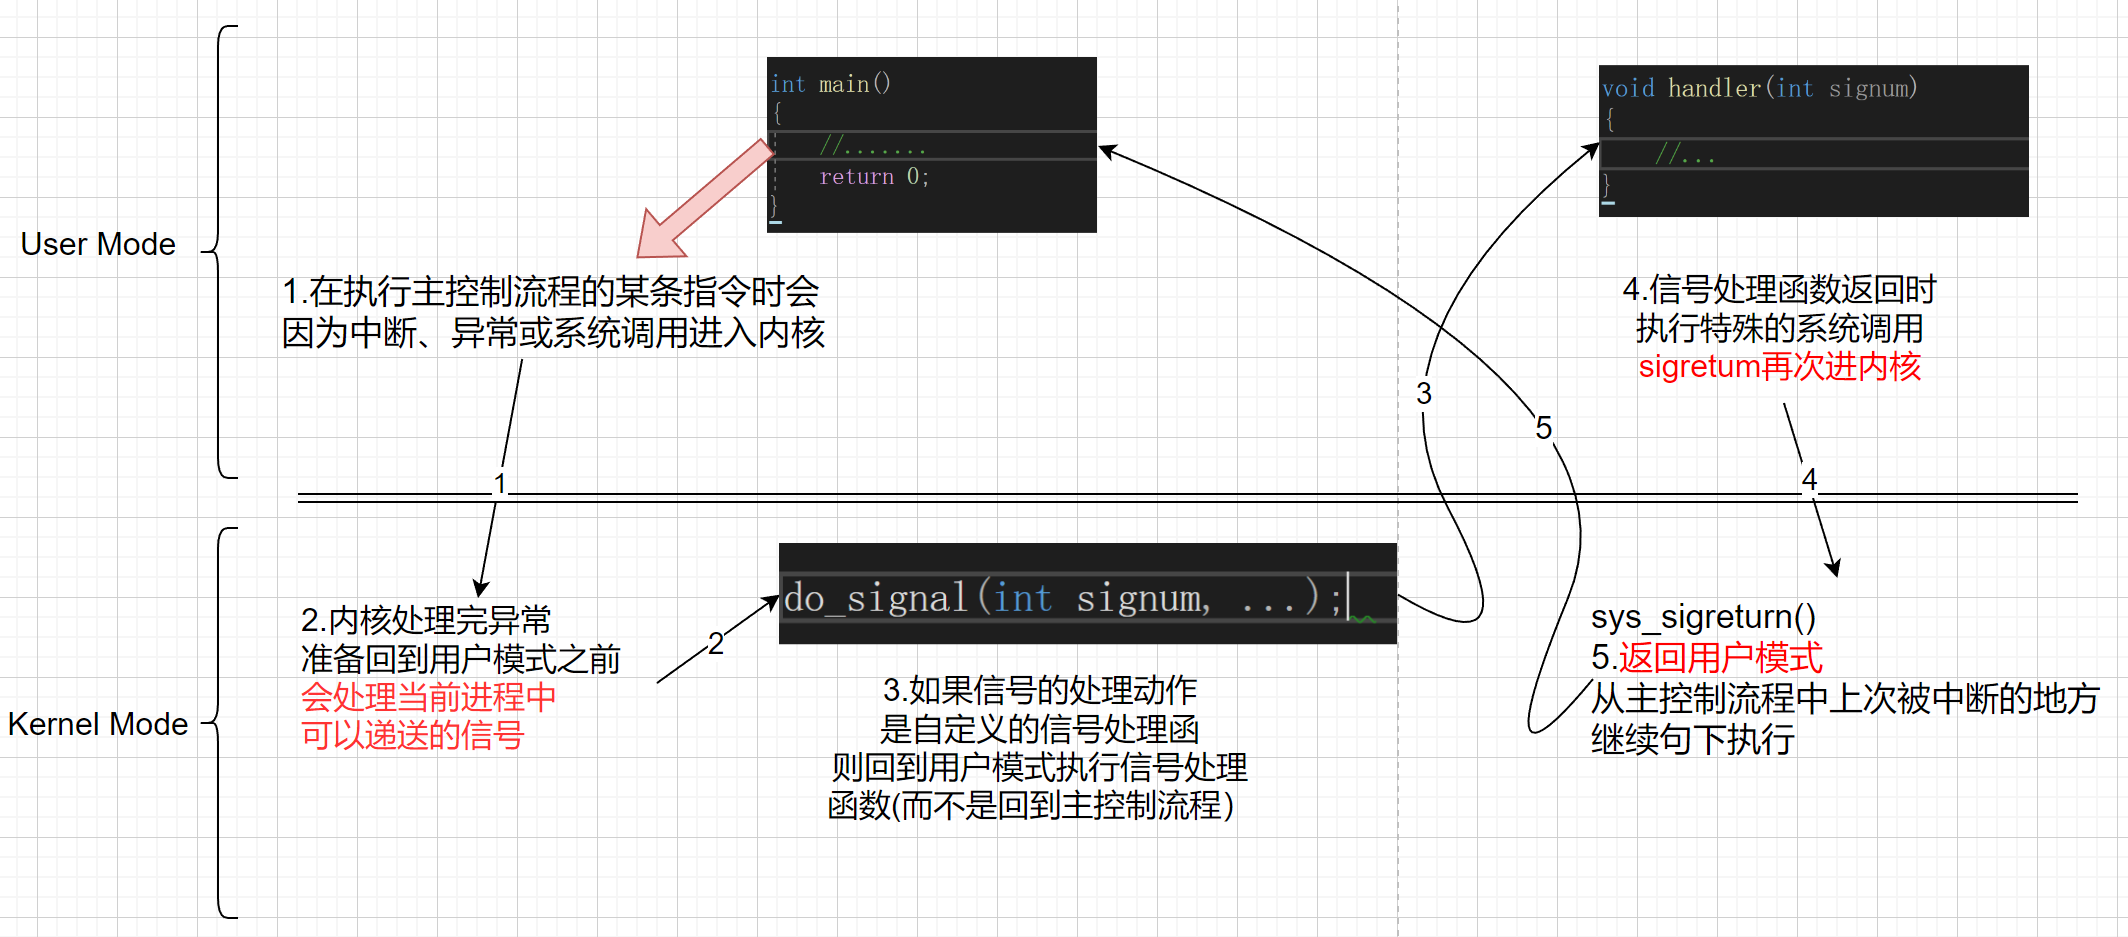 User Mode
int main()
{
//.......
return 0;
}
void handler(int signum)
{
//...
}
1.在执行主控制流程的某条指令时会
因为中断、异常或系统调用进入内核
4.信号处理函数返回时
执行特殊的系统调用
sigretum再次进内核
3
5
1
4
Kernel Mode
2.内核处理完异常
准备回到用户模式之前
会处理当前进程中
可以递送的信号
2
do_signal(int signum, ...);
3.如果信号的处理动作
是自定义的信号处理函
则回到用户模式执行信号处理
函数(而不是回到主控制流程）
sys_sigreturn()
5.返回用户模式
从主控制流程中上次被中断的地方
继续句下执行